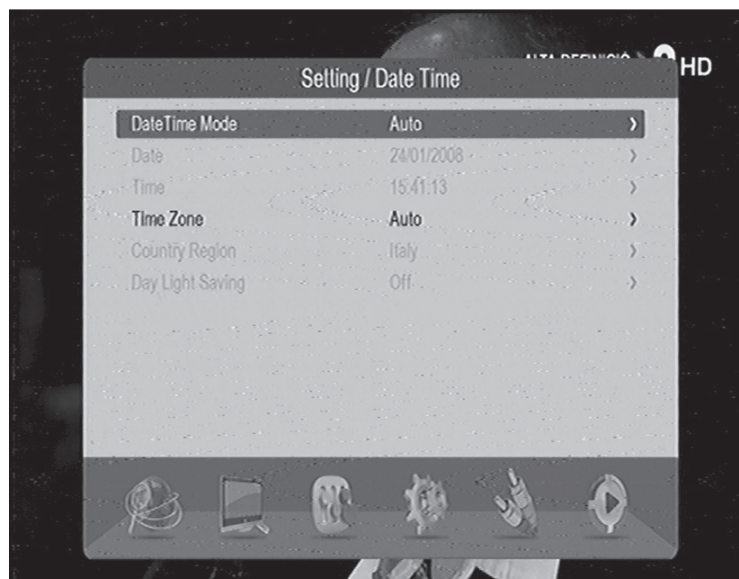 HD
Setting / Date Time
DateTime Mode Auto
Date 24/01/2008
Time 15:41:13
Time Zone Auto
Country Region Italy
Day Light Saving Off